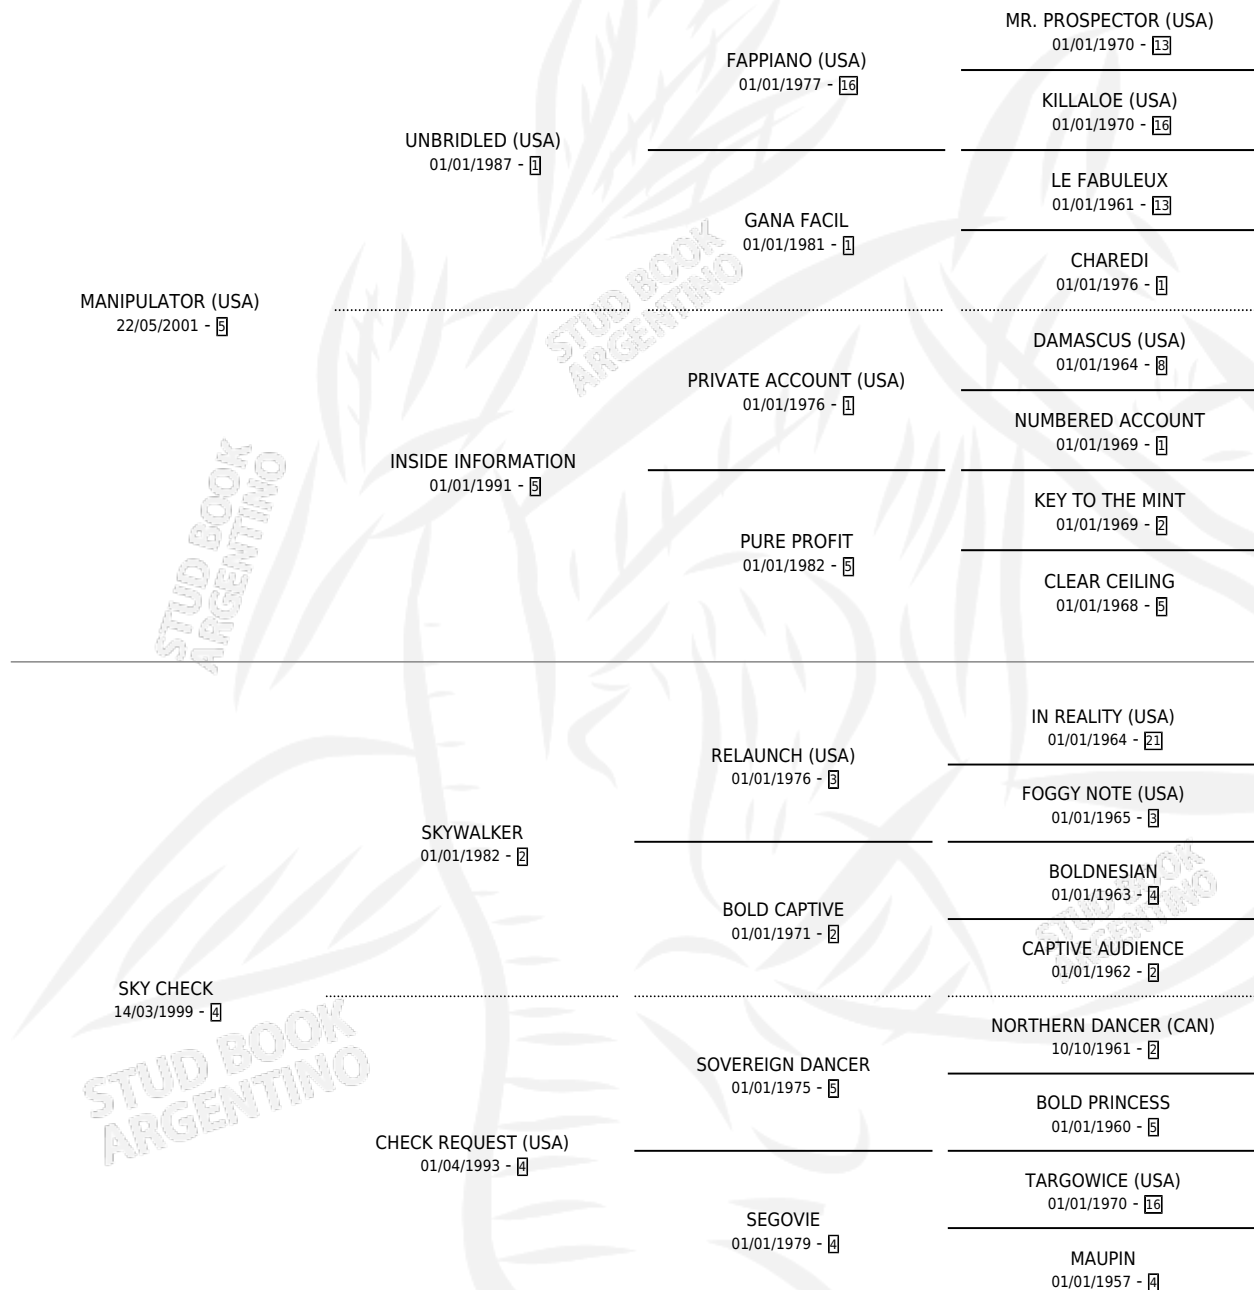 MR. PROSPECTOR (USA)
01/01/1970 - 13
FAPPIANO (USA)
01/01/1977 - 16
KILLALOE (USA)
01/01/1970 - 16
UNBRIDLED (USA)
01/01/1987 - 1
LE FABULEUX
01/01/1961 - 13
GANA FACIL
01/01/1981 - 1
CHAREDI
01/01/1976 - 1
MANIPULATOR (USA)
22/05/2001 - 5
DAMASCUS (USA)
01/01/1964 - 8
PRIVATE ACCOUNT (USA)
01/01/1976 - 1
NUMBERED ACCOUNT
01/01/1969 - 1
INSIDE INFORMATION
01/01/1991 - 5
KEY TO THE MINT
01/01/1969 - 2
PURE PROFIT
01/01/1982 - 5
CLEAR CEILING
01/01/1968 - 5
IN REALITY (USA)
01/01/1964 - 21
RELAUNCH (USA)
01/01/1976 - 3
FOGGY NOTE (USA)
01/01/1965 - 3
SKYWALKER
01/01/1982 - 2
BOLDNESIAN
01/01/1963 - 4
BOLD CAPTIVE
01/01/1971 - 2
CAPTIVE AUDIENCE
01/01/1962 - 2
SKY CHECK
14/03/1999 - 4
NORTHERN DANCER (CAN)
10/10/1961 - 2
SOVEREIGN DANCER
01/01/1975 - 5
BOLD PRINCESS
01/01/1960 - 5
CHECK REQUEST (USA)
01/04/1993 - 4
TARGOWICE (USA)
01/01/1970 - 16
SEGOVIE
01/01/1979 - 4
MAUPIN
01/01/1957 - 4
STUD BOOK
ARGENTINO
STUD BOOK
ARGENTINO
STUD BOOK
ARGENTINO
STUD BOOK
ARGENTINO